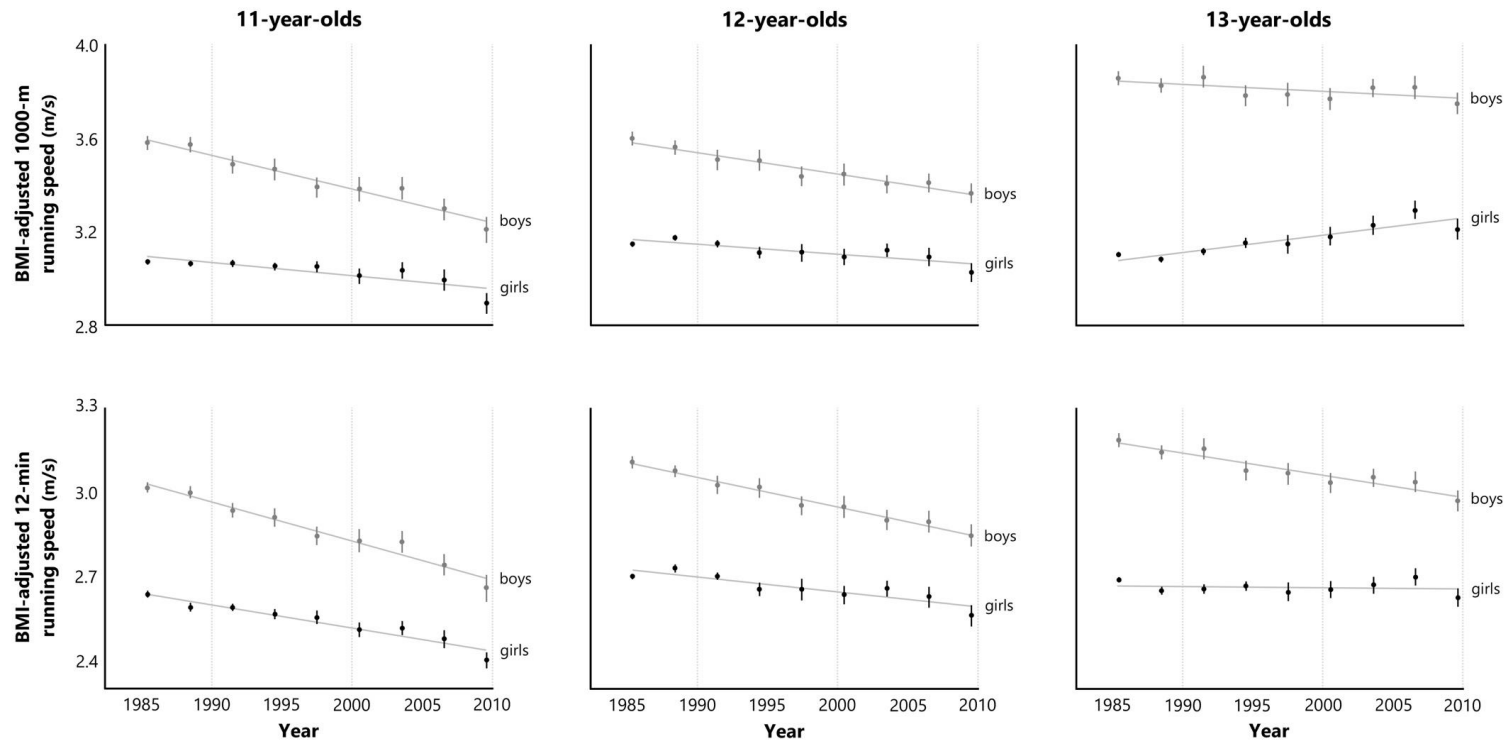 11-year-olds
12-year-olds
13-year-olds
BMI-adjusted 1000-m
running speed (m/s)
4.0
3.6
3.2
2.8
boys
girls
boys
girls
boys
girls
BMI-adjusted 12-min
running speed (m/s)
3.3
3.0
2.7
2.4
boys
girls
boys
girls
boys
girls
1985 1990 1995 2000 2005 2010
1985 1990 1995 2000 2005 2010
1985 1990 1995 2000 2005 2010
Year
Year
Year